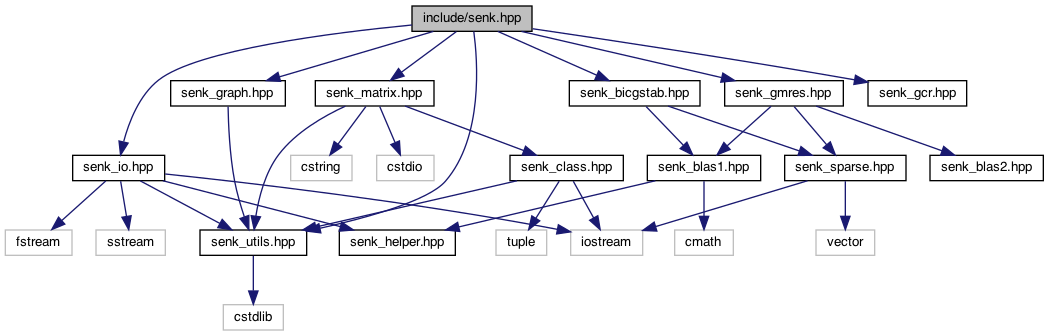 include/senk.hpp
senk_graph.hpp
senk_matrix.hpp
senk_bicgstab.hpp
senk_gmres.hpp
senk_gcr.hpp
senk_io.hpp
cstring
cstdio
senk_class.hpp
senk_blas1.hpp
senk_sparse.hpp
senk_blas2.hpp
fstream
sstream
senk_utils.hpp
senk_helper.hpp
tuple
iostream
cmath
vector
cstdlib